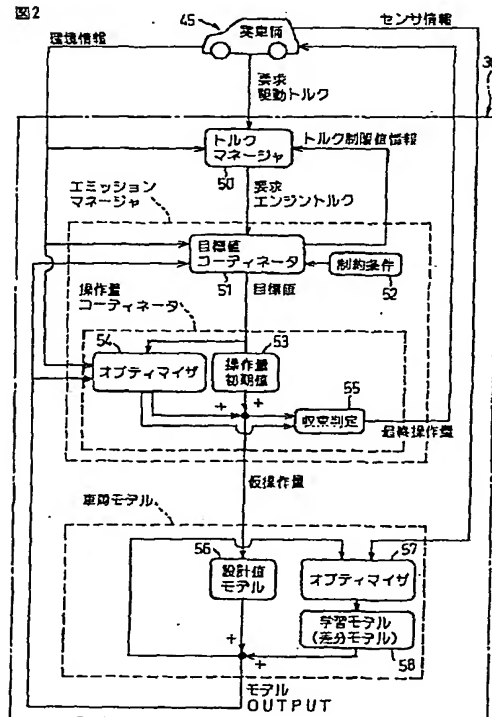 図2
45
実車両
センサ情報
環境情報
要求
駆動トルク
トルク
マネージャ
50
トルク制限値情報
エミッション
マネージャ
要求
エンジントルク
目標値
コーディネータ
51
制約条件
52
目標値
操作量
コーディネータ
54
オプティマイザ
53
操作量
初期値
55
収束判定
+
+
最終操作量
仮操作量
車両モデル
56
設計値
モデル
57
オプティマイザ
学習モデル
(差分モデル)
58
+
+
モデル
OUTPUT